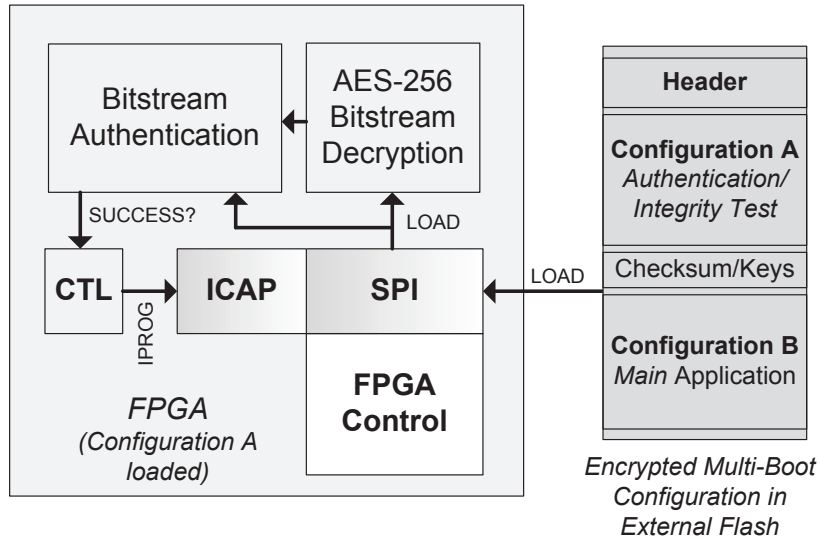 Bitstream
Authentication
AES-256
Bitstream
Decryption
SUCCESS?
LOAD
CTL
IPROG
ICAP
SPI
FPGA
Control
FPGA
(Configuration A
loaded)
LOAD
Header
Configuration A
Authentication/
Integrity Test
Checksum/Keys
Configuration B
Main Application
Encrypted Multi-Boot
Configuration in
External Flash